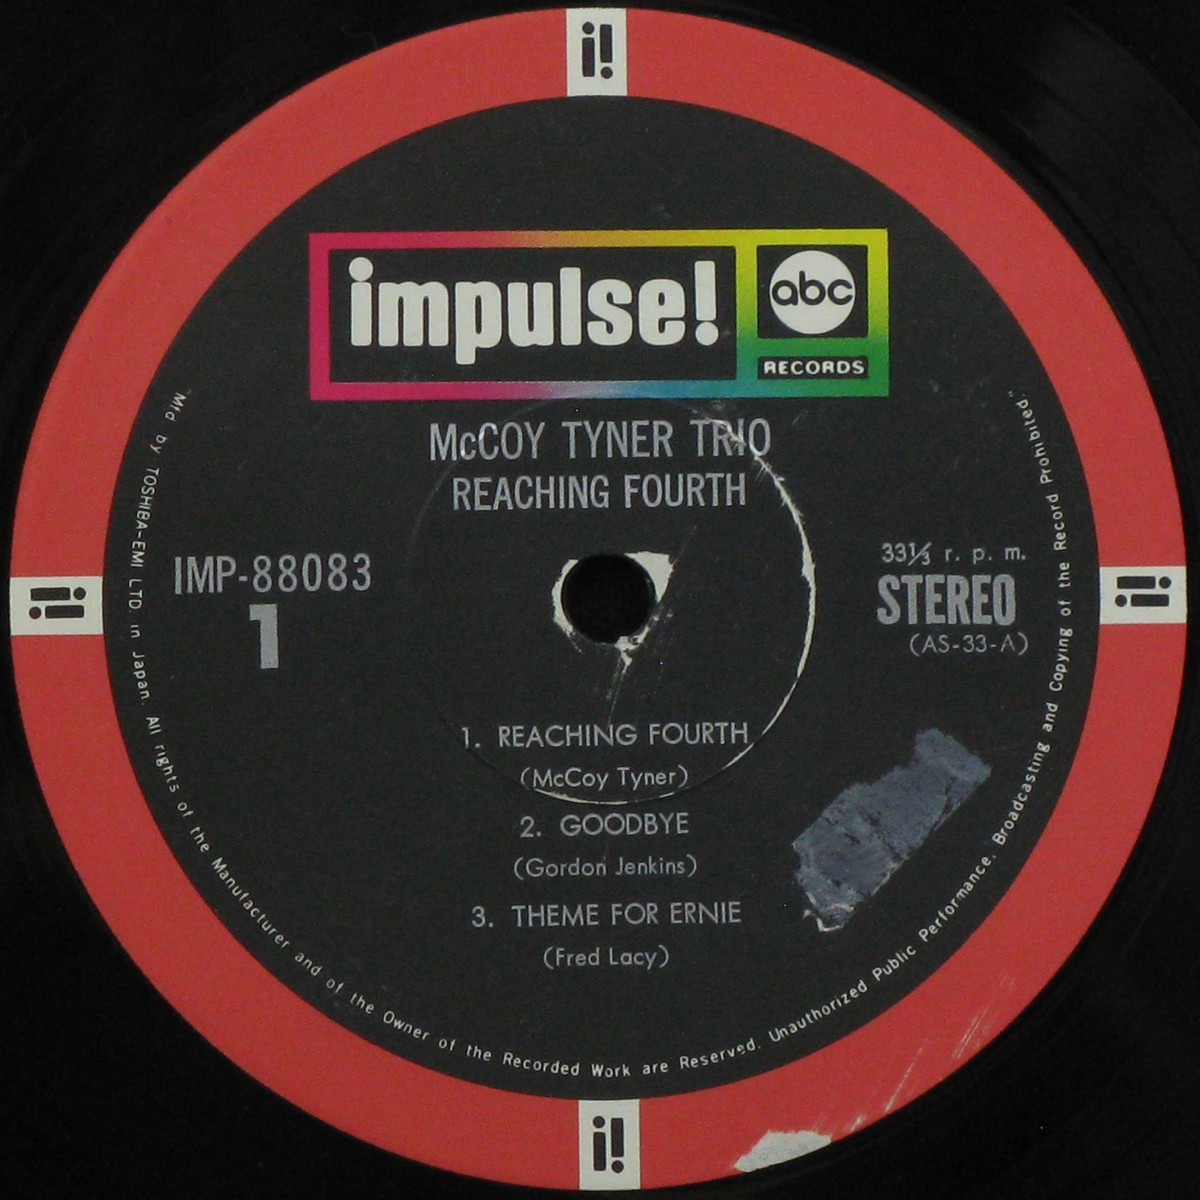 i!
impulse!
abc
RECORDS
McCOY TYNER TRIO
REACHING FOURTH
IMP-88083
1
33⅓ r. p. m.
STEREO
(AS-33-A)
1. REACHING FOURTH
(McCoy Tyner)
2. GOODBYE
(Gordon Jenkins)
3. THEME FOR ERNIE
(Fred Lacy)
"Mfd by TOSHIBA-EMI LTD. in Japan. All rights of the Manufacturer and of the Owner of the Recorded Work are Reserved. Unauthorized Public Performance. Broadcasting and Copying of the Record Prohibited."
i!
i!
i!